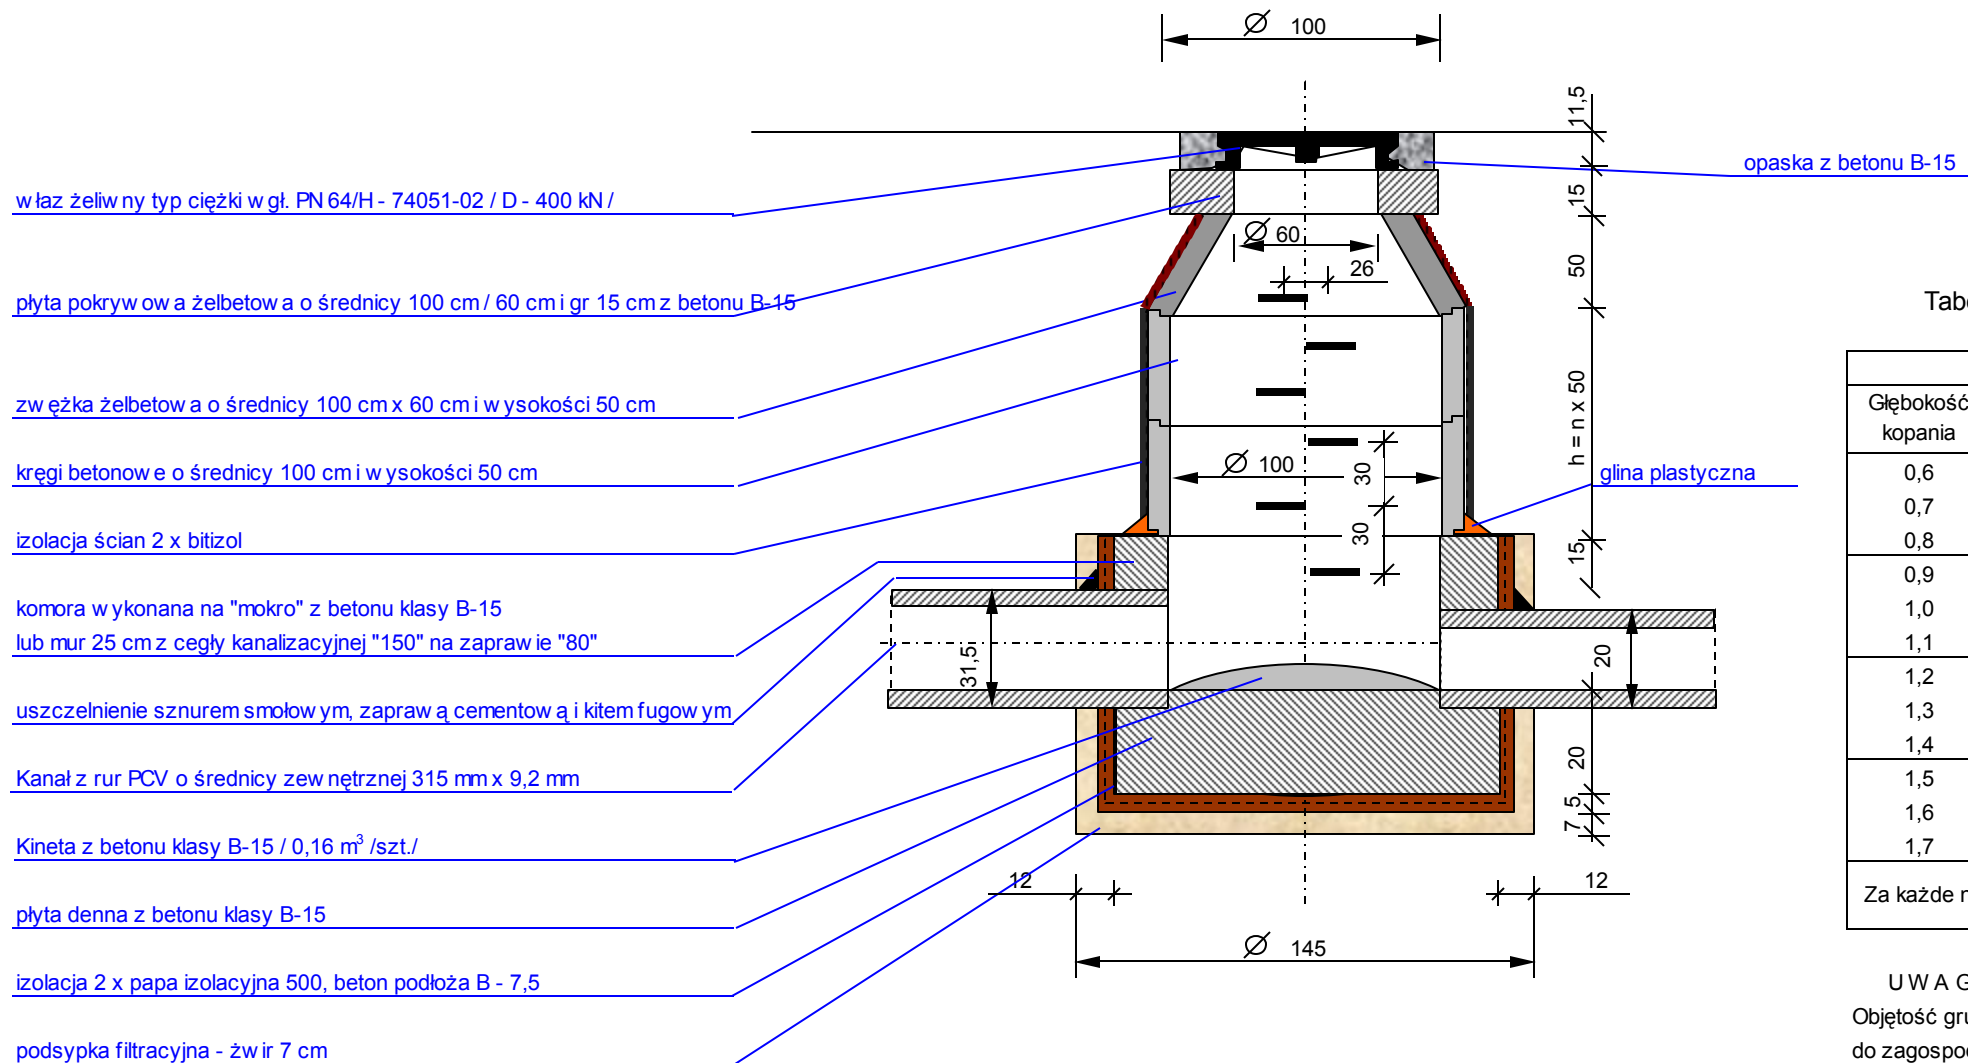 Ø 100
11,5
właz żeliwny typ ciężki wgł. PN 64/H - 74051-02 / D - 400 kN /
opaska z betonu B-15
15
Ø 60
26
50
płyta pokrywowa żelbetowa o średnicy 100 cm / 60 cm i gr 15 cm z betonu B-15
zwężka żelbetowa o średnicy 100 cm x 60 cm i wysokości 50 cm
h = n x 50
kręgi betonowe o średnicy 100 cm i wysokości 50 cm
Ø 100
30
glina plastyczna
izolacja ścian 2 x bitizol
30
15
komora wykonana na "mokro" z betonu klasy B-15
lub mur 25 cm z cegły kanalizacyjnej "150" na zaprawie "80"
31,5
20
uszczelnienie sznurem smołowym, zaprawą cementową i kitem fugowym
Kanał z rur PCV o średnicy zewnętrznej 315 mm x 9,2 mm
20
5
7
Kineta z betonu klasy B-15 / 0,16 m³ /szt./
12
12
płyta denna z betonu klasy B-15
Ø 145
izolacja 2 x papa izolacyjna 500, beton podłoża B - 7,5
podsypka filtracyjna - żwir 7 cm
Głębokość
kopania
0,6
0,7
0,8
0,9
1,0
1,1
1,2
1,3
1,4
1,5
1,6
1,7
Za każde
Objętość
do